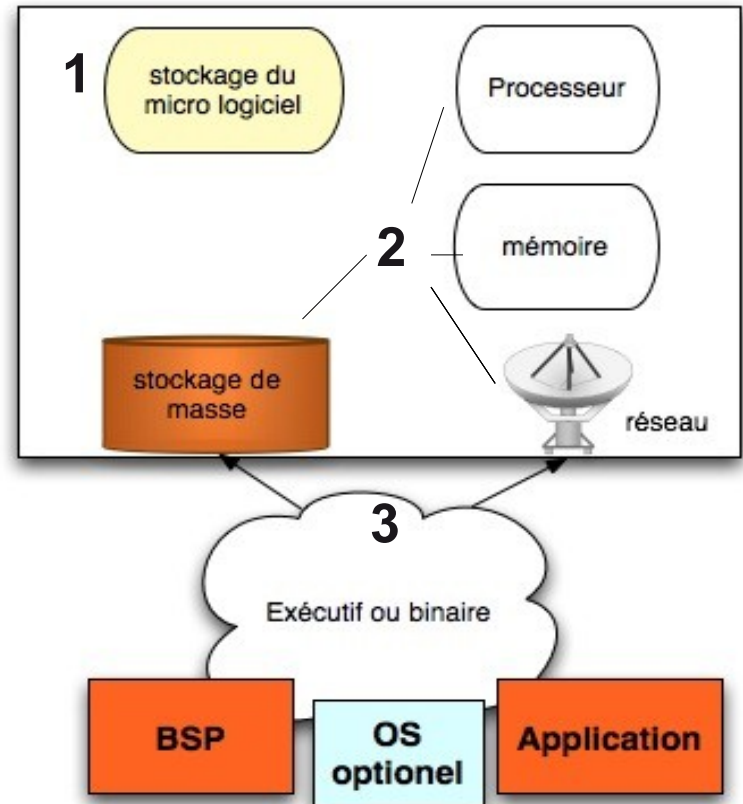 1
stockage du
micro logiciel
Processeur
2
mémoire
stockage de
masse
réseau
3
Exécutif ou binaire
BSP
OS
optionel
Application